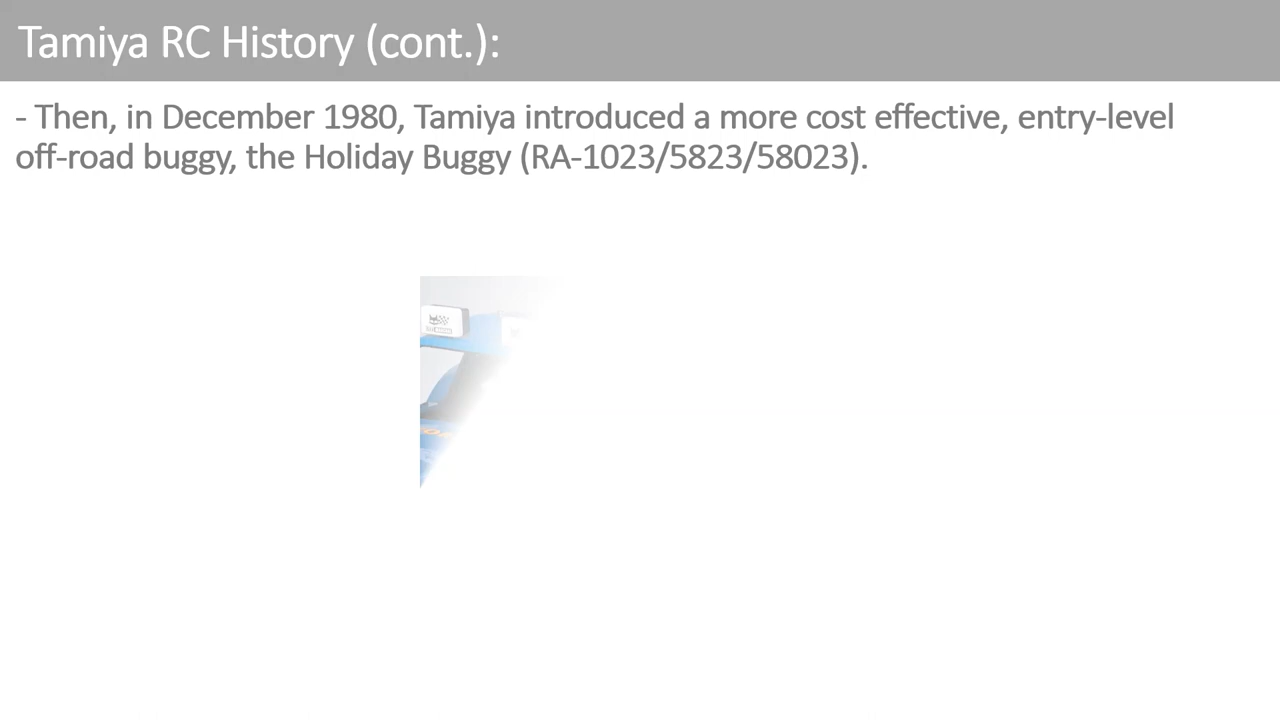 Tamiya RC History (cont.):
- Then, in December 1980, Tamiya introduced a more cost effective, entry-level
off-road buggy, the Holiday Buggy (RA-1023/5823/58023).